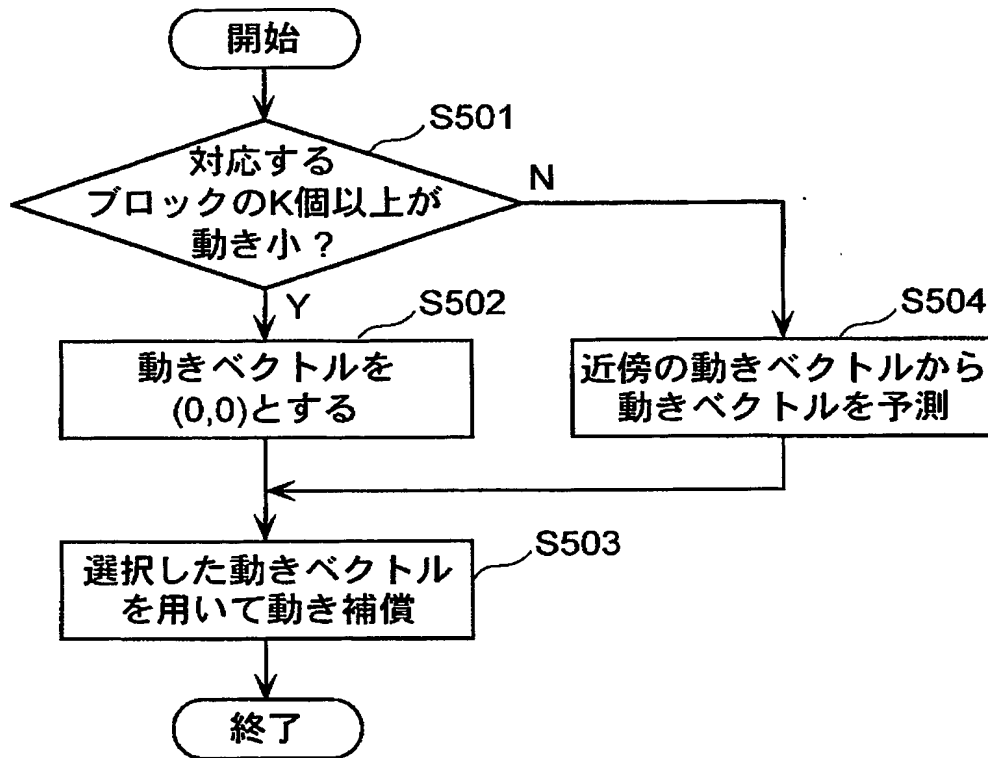 開始
S501
対応する
ブロックのK個以上が
動き小？
N
Y
S502
動きベクトルを
(0,0)とする
S504
近傍の動きベクトルから
動きベクトルを予測
S503
選択した動きベクトル
を用いて動き補償
終了